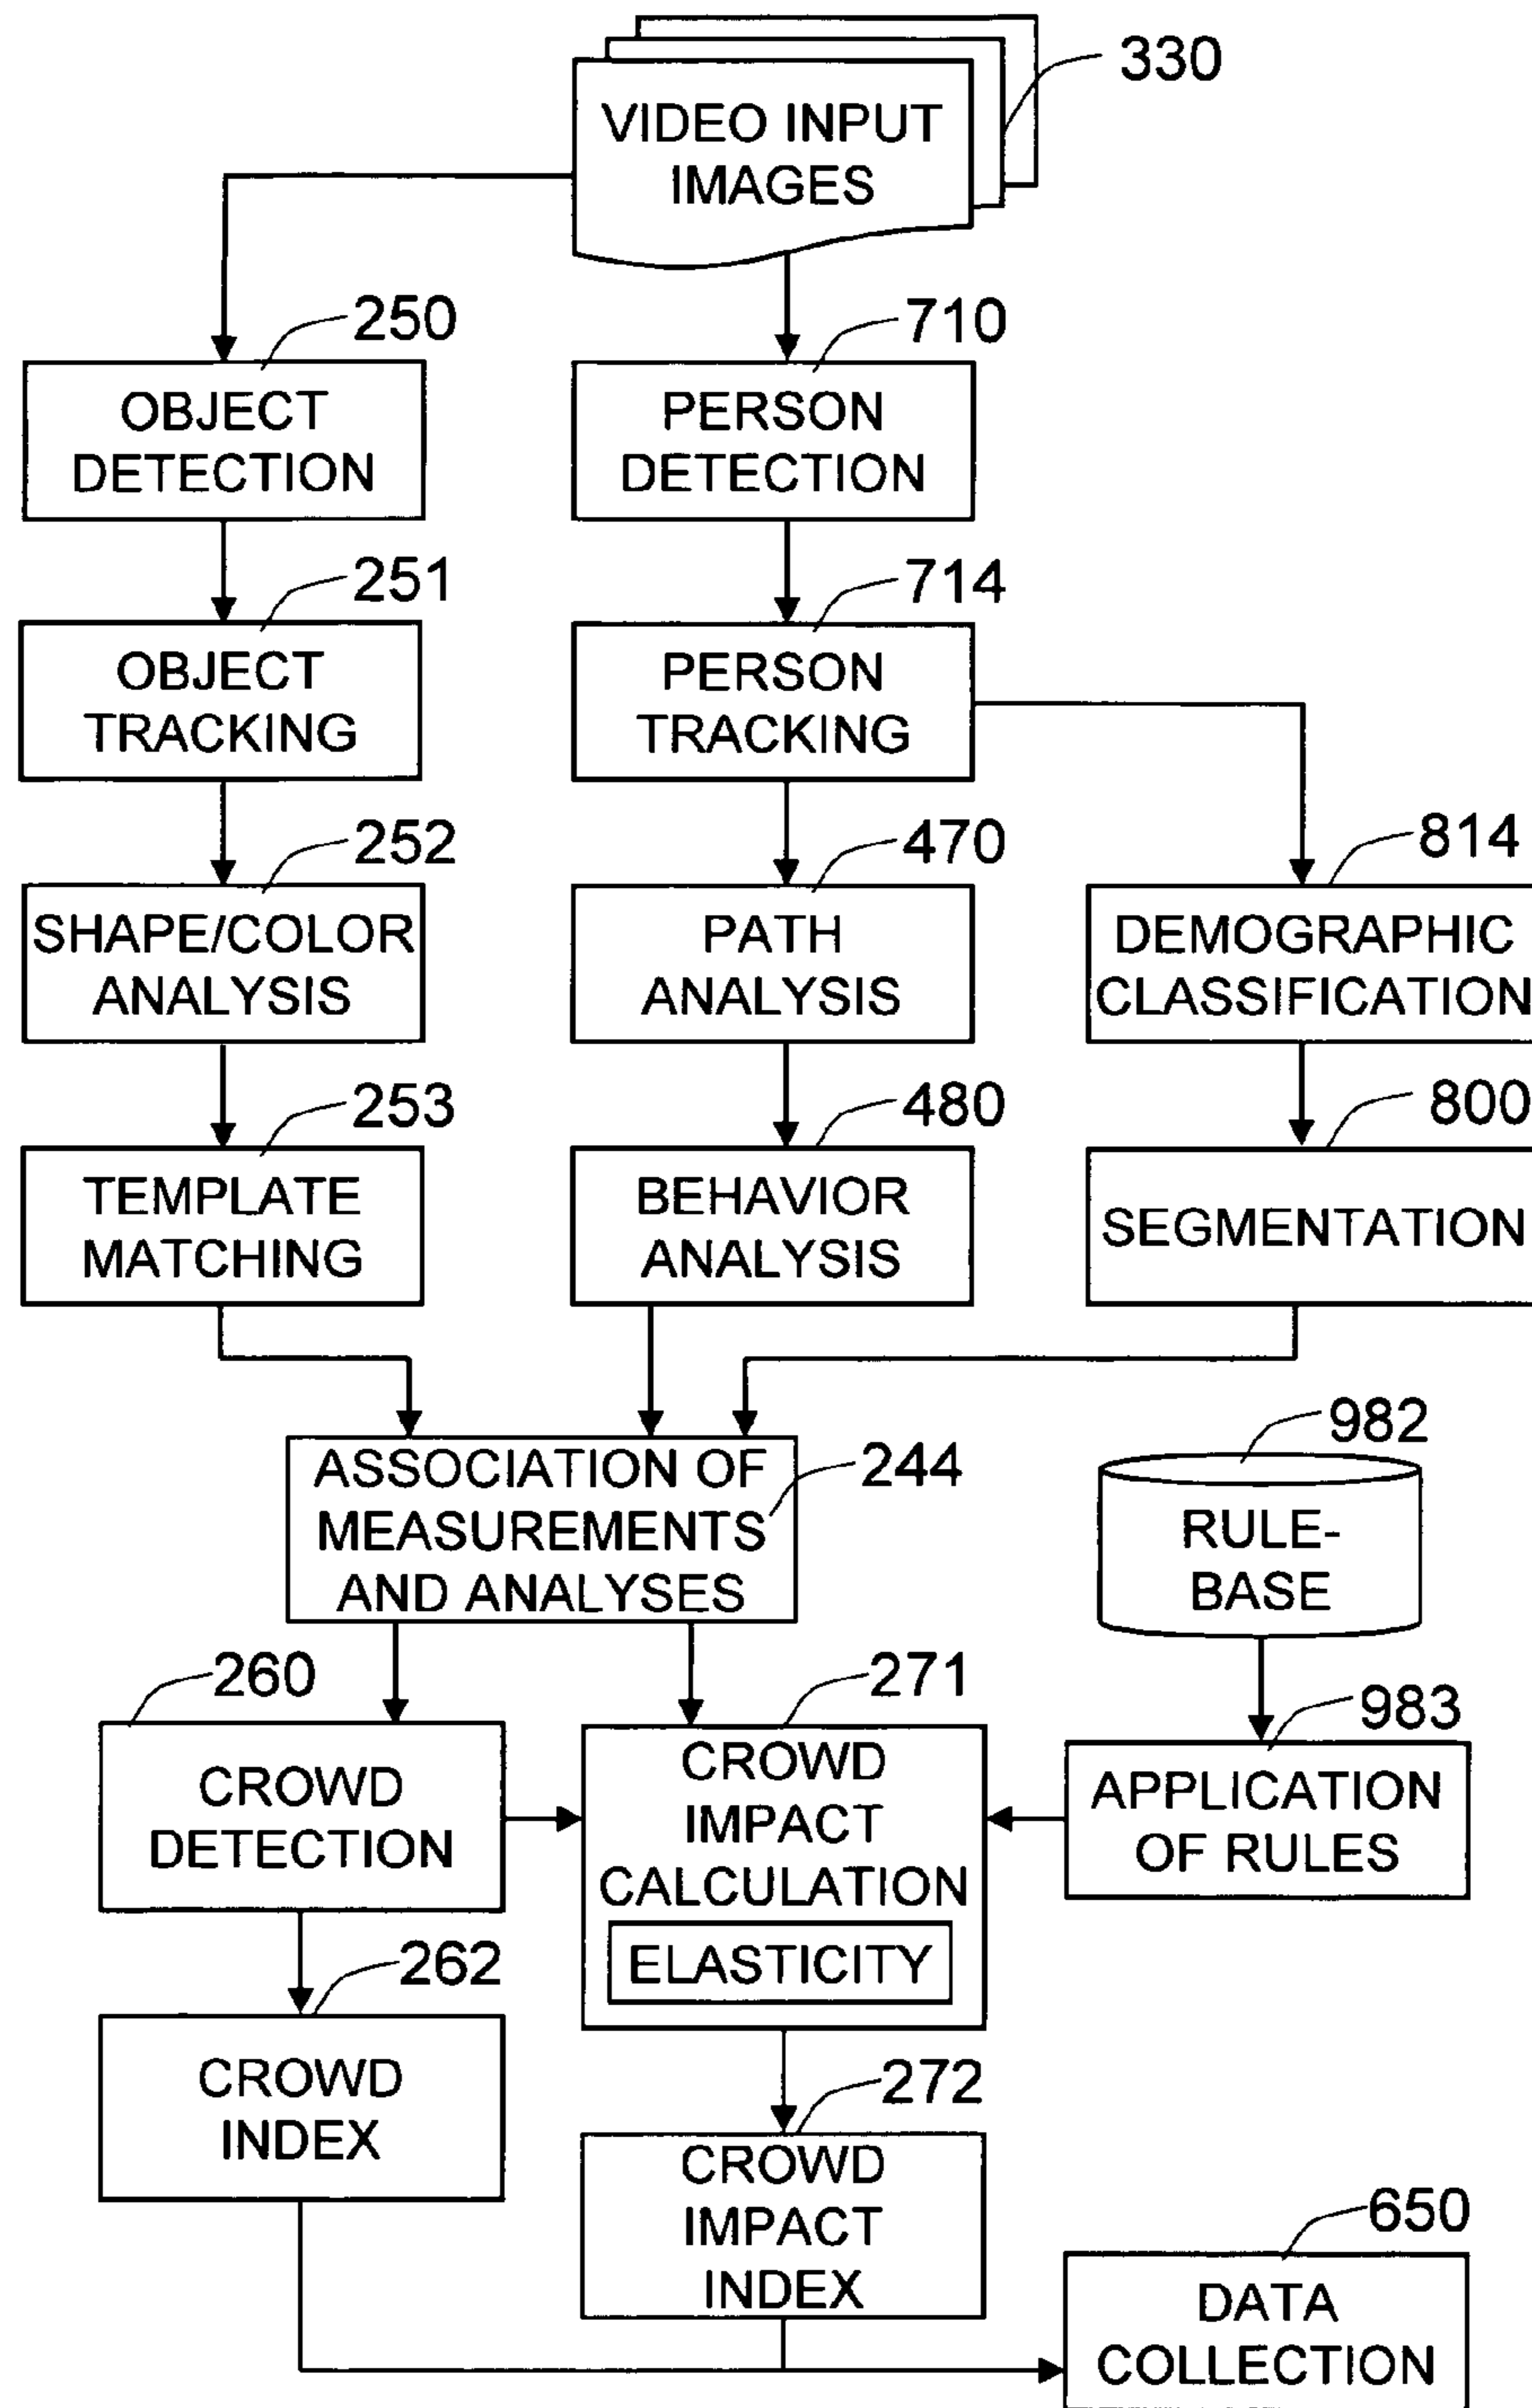 330
VIDEO INPUT
IMAGES
250
710
OBJECT
DETECTION
PERSON
DETECTION
251
714
OBJECT
TRACKING
PERSON
TRACKING
252
470
814
SHAPE/COLOR
ANALYSIS
PATH
ANALYSIS
DEMOGRAPHIC
CLASSIFICATION
253
480
800
TEMPLATE
MATCHING
BEHAVIOR
ANALYSIS
SEGMENTATION
982
244
ASSOCIATION OF
MEASUREMENTS
AND ANALYSES
RULE-
BASE
260
271
983
CROWD
DETECTION
CROWD
IMPACT
CALCULATION
ELASTICITY
APPLICATION
OF RULES
262
CROWD
INDEX
272
CROWD
IMPACT
INDEX
650
DATA
COLLECTION